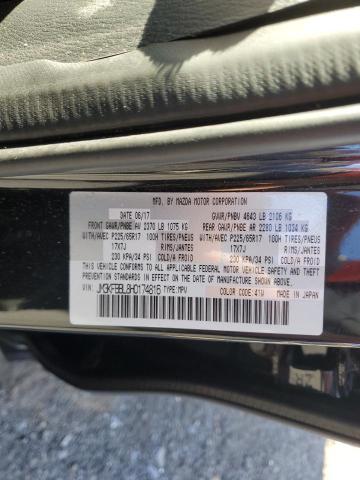 MFD. BY MAZDA MOTOR CORPORATION
DATE 06/17 GVWR/PNBV 4643 LB 2106 KG
FRONT GAWR/PNBE AV 2370 LB 1075 KG REAR GAWR/PNBE AR 2280 LB 1034 KG
WITH/AVEC P225/65R17 100H TIRES/PNEUS WITH/AVEC P225/65R17 100H TIRES/PNEUS
17X7J RIMS/JANTES 17X7J RIMS/JANTES
230 KPA/34 PSI COLD/A FROID 230 KPA/34 PSI COLD/A FROID
THIS VEHICLE CONFORMS TO ALL APPLICABLE FEDERAL MOTOR VEHICLE SAFETY, BUMPER,
AND THEFT PREVENTION STANDARDS IN EFFECT ON THE DATE OF MANUFACTURE SHOWN ABOVE.
JM3KFBBL8H0174816 TYPE:MPV COLOR CODE: 41W MADE IN JAPAN